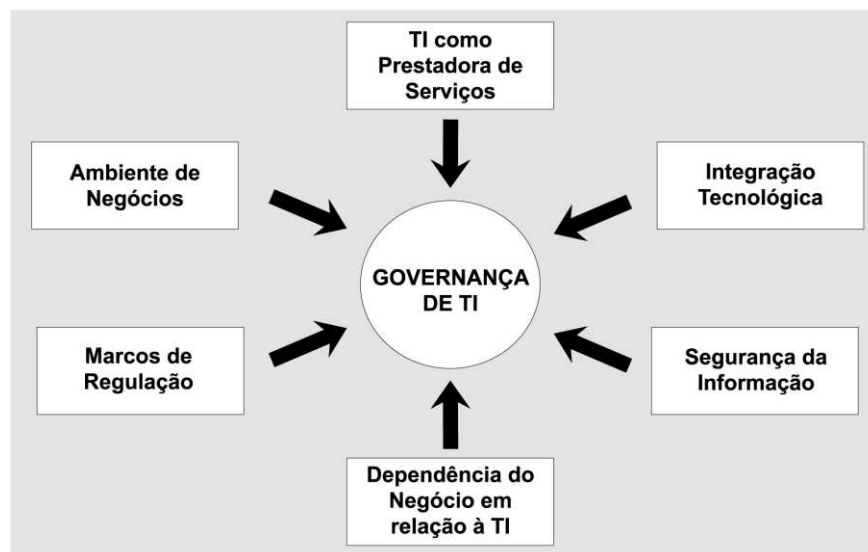 TI como
Prestadora de
Serviços
Ambiente de
Negócios
Integração
Tecnológica
GOVERNANÇA
DE TI
Marcos de
Regulação
Segurança da
Informação
Dependência do
Negócio em
relação à TI